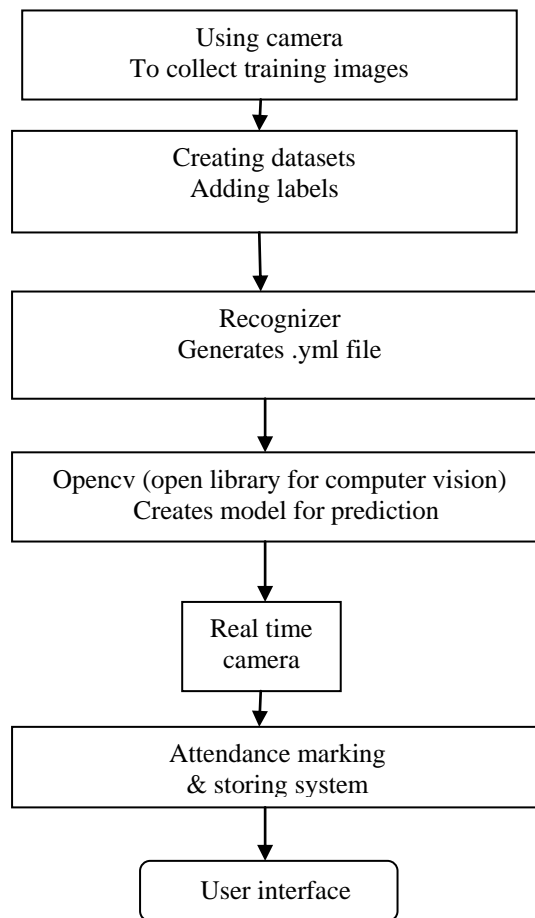 Using camera
To collect training images
Creating datasets
Adding labels
Recognizer
Generates .yml file
Opencv (open library for computer vision)
Creates model for prediction
Real time
camera
Attendance marking
& storing system
User interface